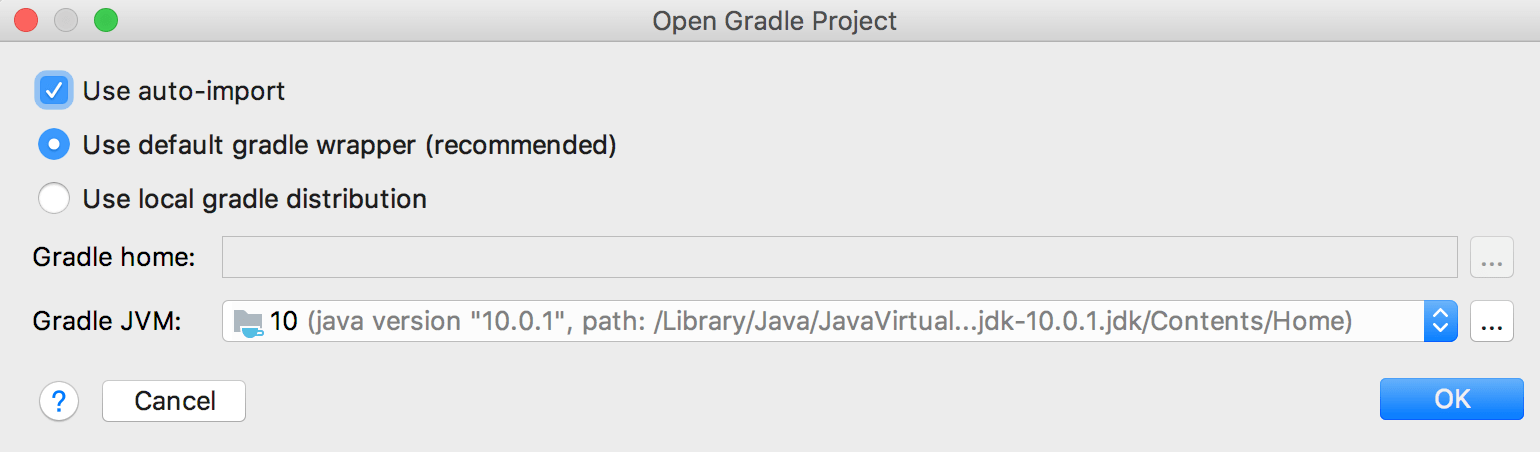 Open Gradle Project
Use auto-import
Use default gradle wrapper (recommended)
Use local gradle distribution
Gradle home: ...
Gradle JVM: 10 (java version "10.0.1", path: /Library/Java/JavaVirtual...jdk-10.0.1.jdk/Contents/Home) ...
? Cancel OK